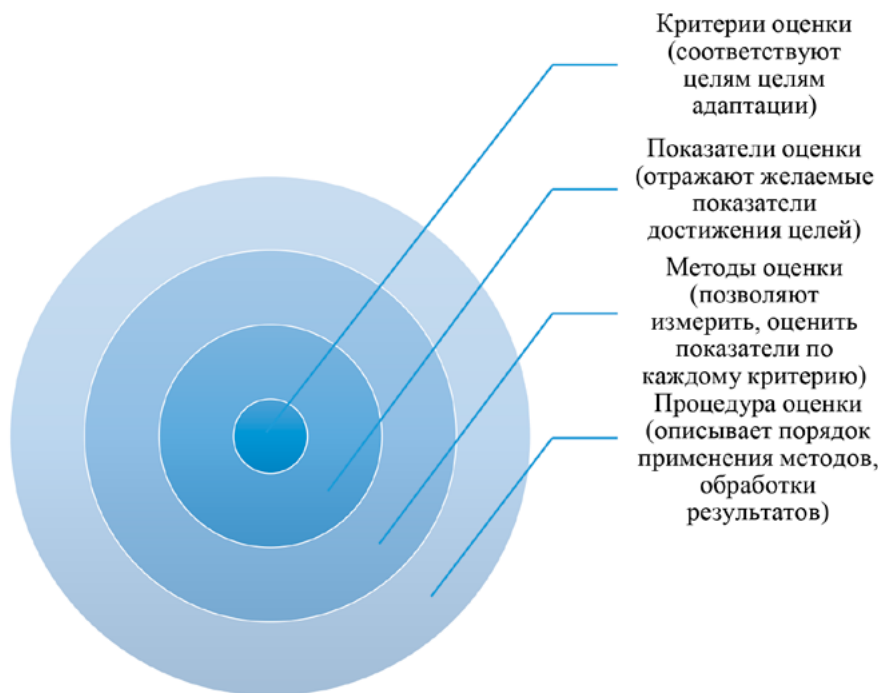 Критерии оценки
(соответствуют
целям целям
адаптации)
Показатели оценки
(отражают желаемые
показатели
достижения целей)
Методы оценки
(позволяют
измерить, оценить
показатели по
каждому критерию)
Процедура оценки
(описывает порядок
применения методов,
обработки
результатов)